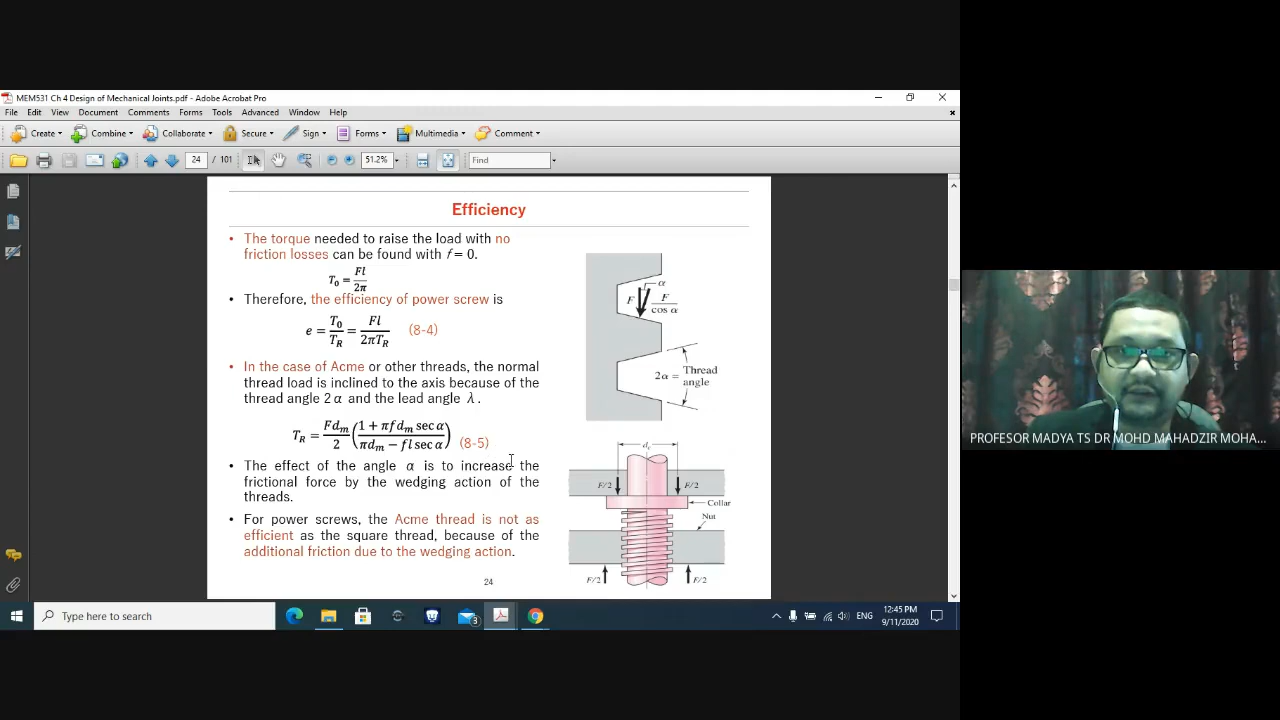 MEM531 Ch 4 Design of Mechanical Joints.pdf - Adobe Acrobat Pro
File Edit View Document Comments Forms Tools Advanced Window Help
Create Combine Collaborate Secure Sign Forms Multimedia Comment
24 / 101 51.2% Find
Efficiency
• The torque needed to raise the load with no
friction losses can be found with f = 0.
T₀ = Fl / 2π
• Therefore, the efficiency of power screw is
e = T₀ / T_R = Fl / 2πT_R (8-4)
• In the case of Acme or other threads, the normal
thread load is inclined to the axis because of the
thread angle 2α and the lead angle λ.
T_R = Fd_m / 2 (1 + πfd_m sec α / πd_m − fl sec α) (8-5)
• The effect of the angle α is to increase the
frictional force by the wedging action of the
threads.
• For power screws, the Acme thread is not as
efficient as the square thread, because of the
additional friction due to the wedging action.
24
α
F
F / cos α
2α = Thread angle
F/2 F/2
Collar
Nut
F/2 F/2
PROFESOR MADYA TS DR MOHD MAHADZIR MOHA...
Type here to search
3
ENG
12:45 PM
9/11/2020